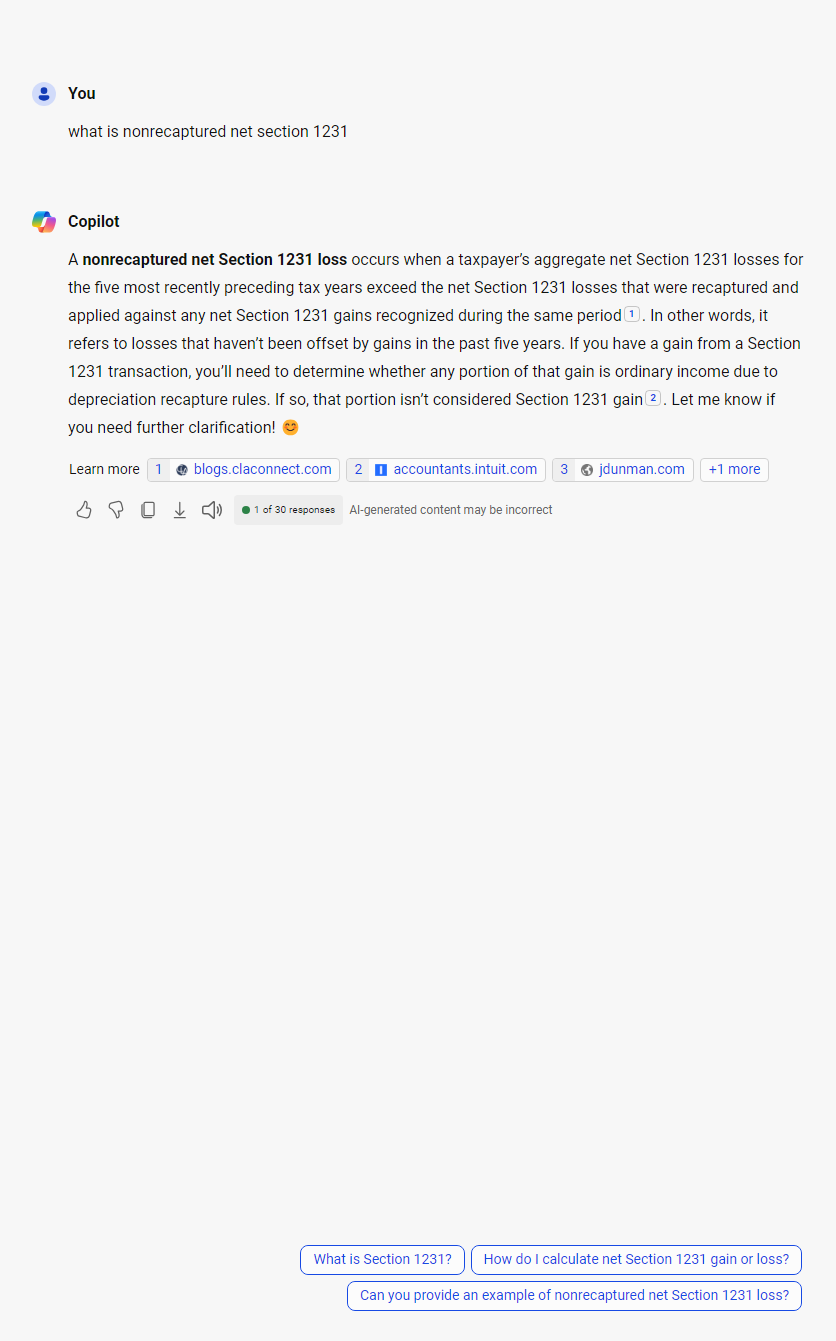 You
what is nonrecaptured net section 1231
Copilot
A nonrecaptured net Section 1231 loss occurs when a taxpayer’s aggregate net Section 1231 losses for
the five most recently preceding tax years exceed the net Section 1231 losses that were recaptured and
applied against any net Section 1231 gains recognized during the same period 1 . In other words, it
refers to losses that haven’t been offset by gains in the past five years. If you have a gain from a Section
1231 transaction, you’ll need to determine whether any portion of that gain is ordinary income due to
depreciation recapture rules. If so, that portion isn’t considered Section 1231 gain 2 . Let me know if
you need further clarification! 😊
Learn more 1 blogs.claconnect.com 2 accountants.intuit.com 3 jdunman.com +1 more
1 of 30 responses AI-generated content may be incorrect
What is Section 1231? How do I calculate net Section 1231 gain or loss?
Can you provide an example of nonrecaptured net Section 1231 loss?